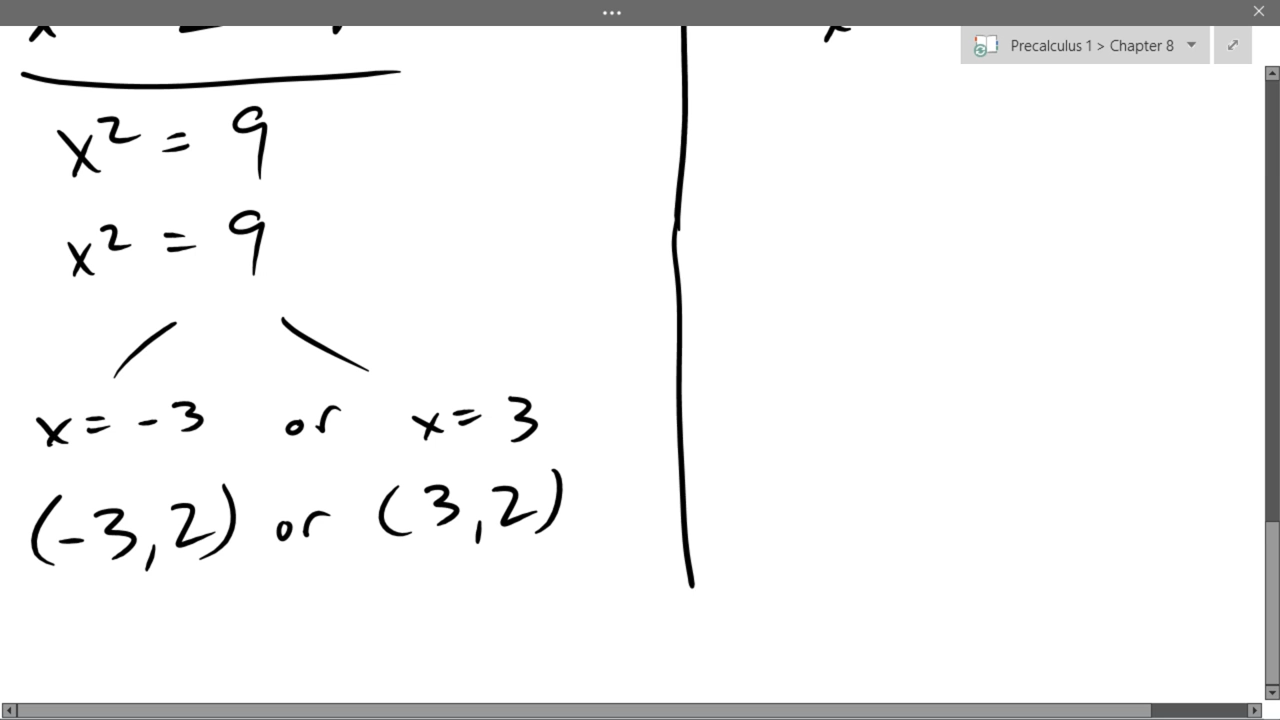 Precalculus 1 > Chapter 8
x² = 9
x² = 9
x = -3 or x = 3
(-3, 2) or (3, 2)